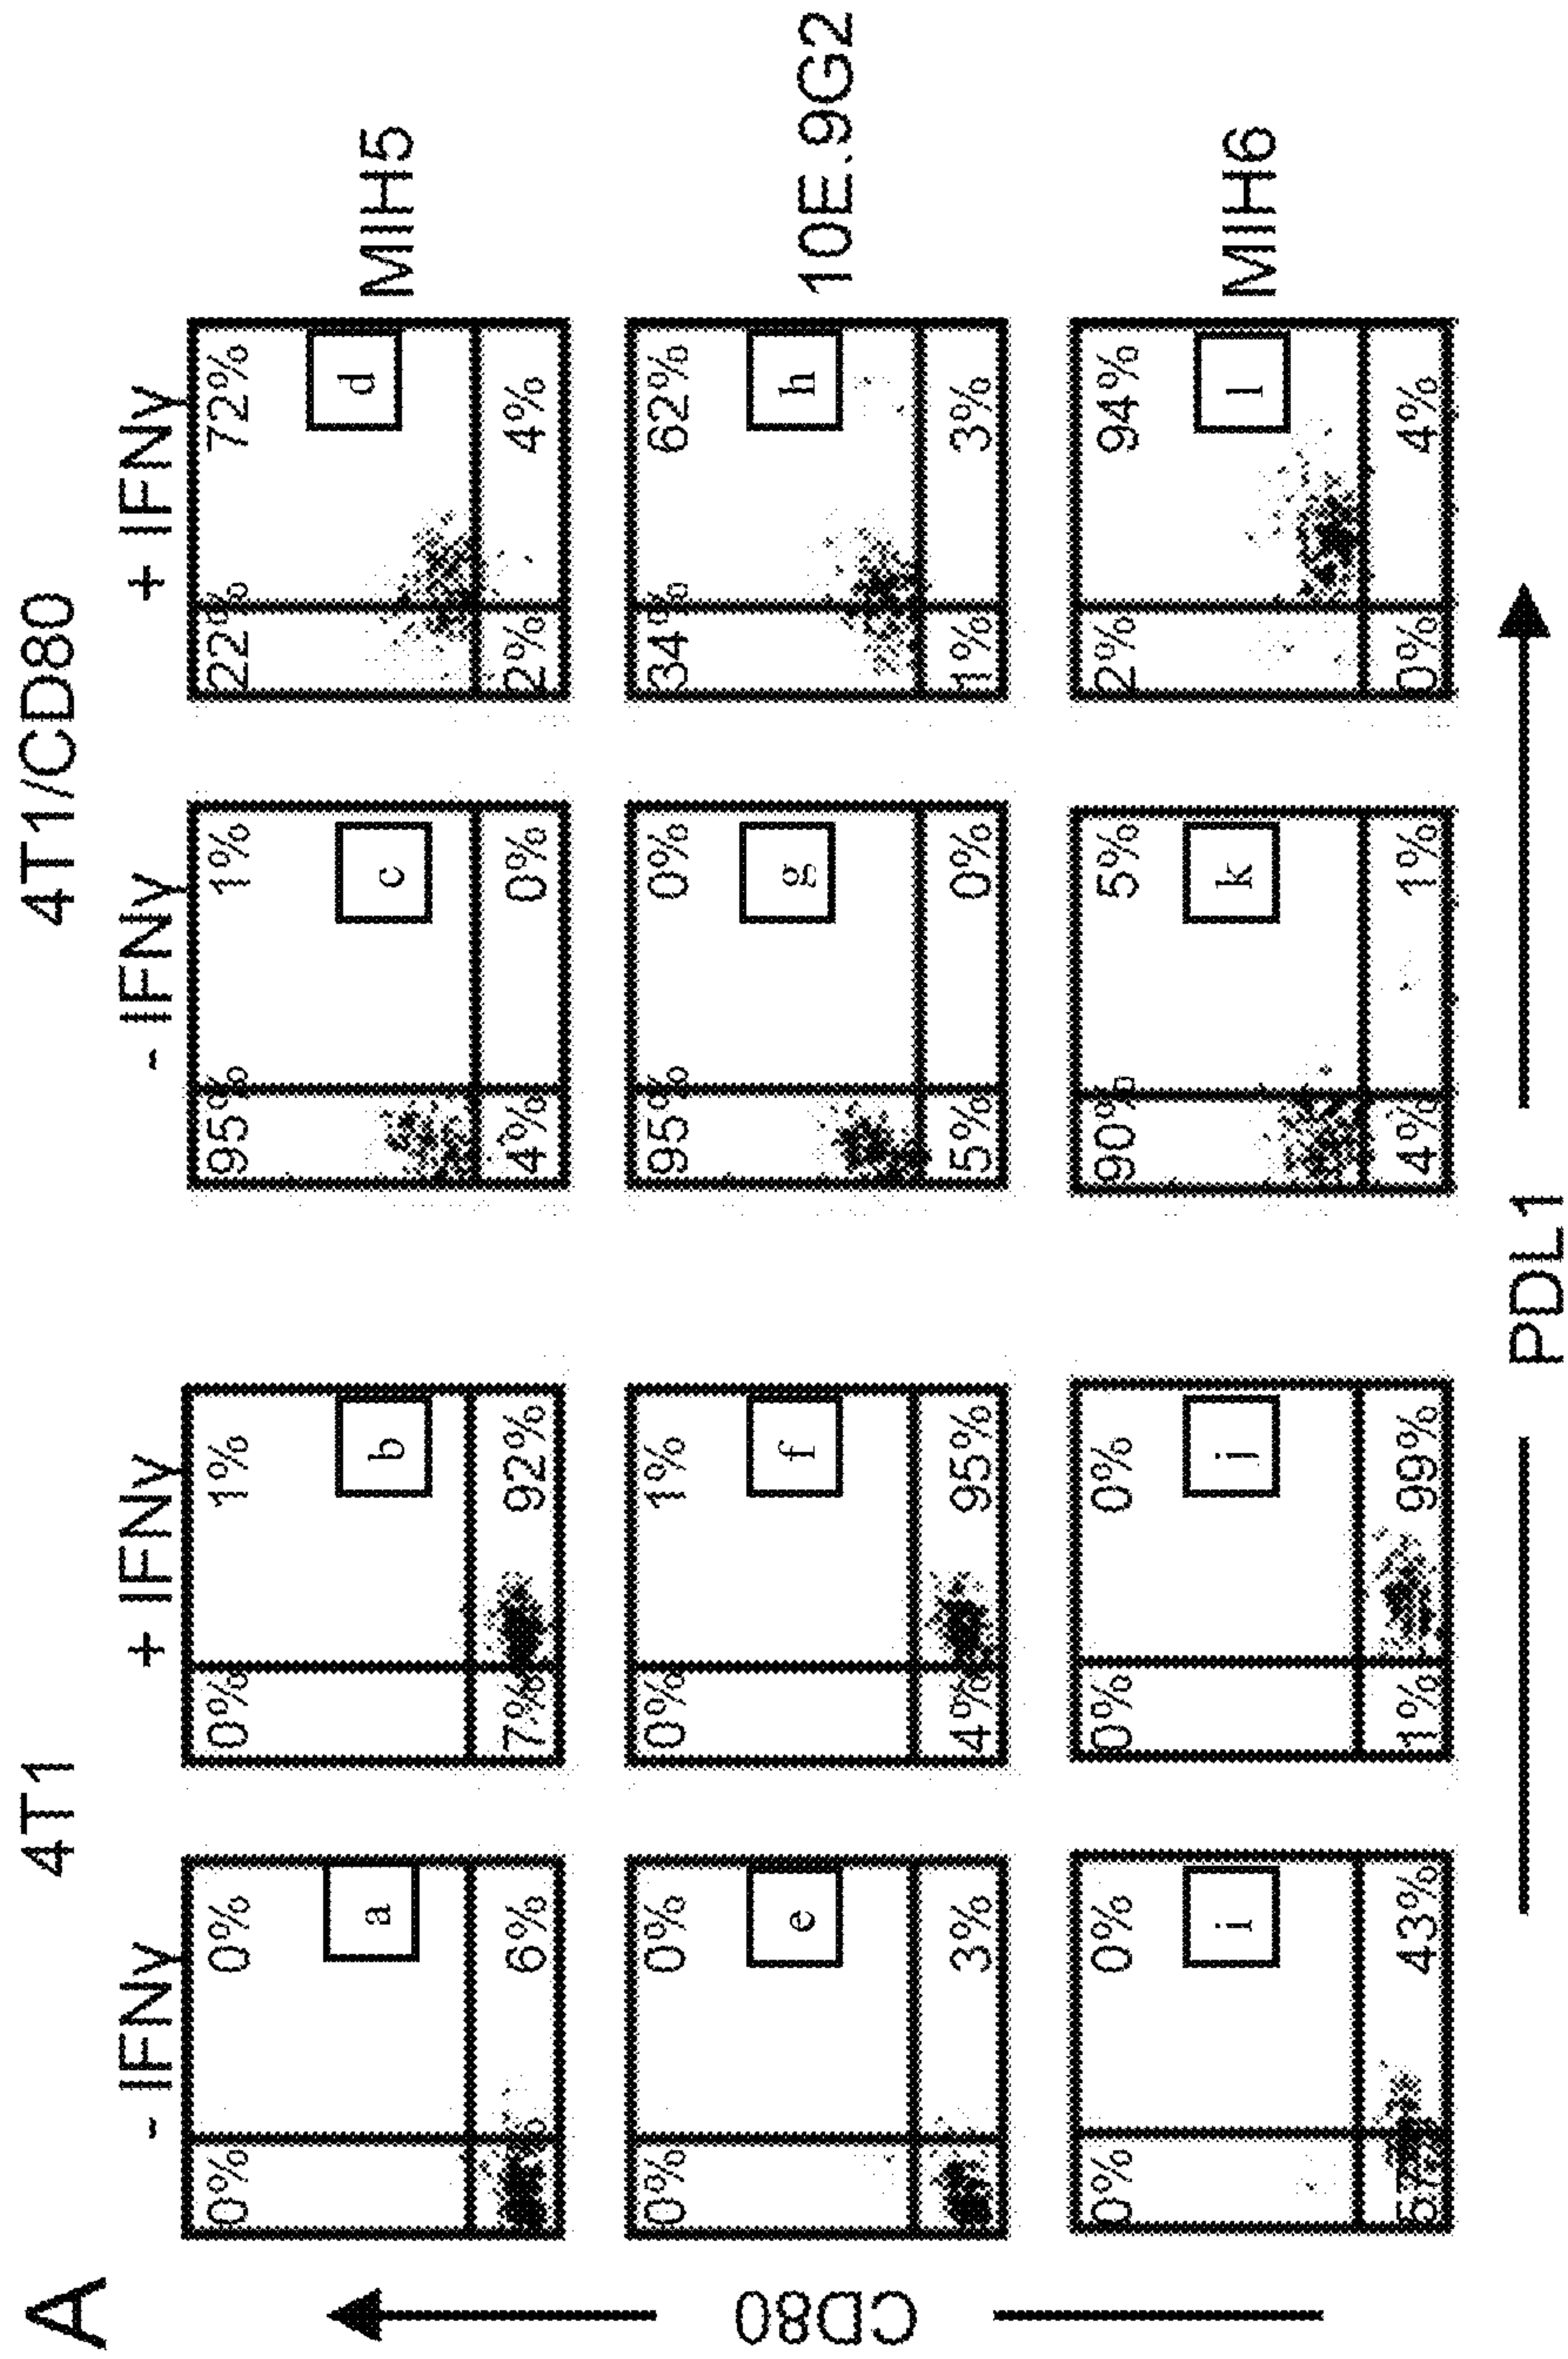 A
4T1
4T1/CD80
- IFNγ
+ IFNγ
- IFNγ
+ IFNγ
0%
0%
a
6%
0%
1%
b
7%
92%
95%
1%
c
4%
0%
22%
72%
d
2%
4%
MIH5
0%
0%
e
3%
0%
1%
f
4%
95%
95%
0%
g
5%
0%
34%
62%
h
1%
3%
10E.9G2
0%
0%
i
57%
43%
0%
0%
j
1%
99%
90%
5%
k
4%
1%
2%
94%
l
0%
4%
MIH6
CD80
PDL1